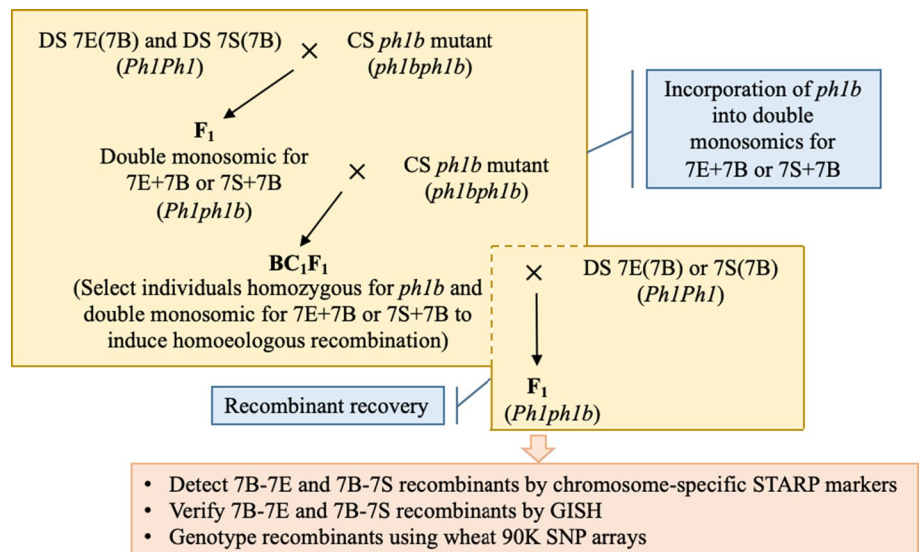 DS 7E(7B) and DS 7S(7B)
(Ph1Ph1)
×
CS ph1b mutant
(ph1bph1b)
F1
Double monosomic for
7E+7B or 7S+7B
(Ph1ph1b)
×
CS ph1b mutant
(ph1bph1b)
BC1F1
(Select individuals homozygous for ph1b and
double monosomic for 7E+7B or 7S+7B to
induce homoeologous recombination)
Incorporation of ph1b
into double
monosomics for
7E+7B or 7S+7B
×
DS 7E(7B) or 7S(7B)
(Ph1Ph1)
F1
(Ph1ph1b)
Recombinant recovery
• Detect 7B-7E and 7B-7S recombinants by chromosome-specific STARP markers
• Verify 7B-7E and 7B-7S recombinants by GISH
• Genotype recombinants using wheat 90K SNP arrays